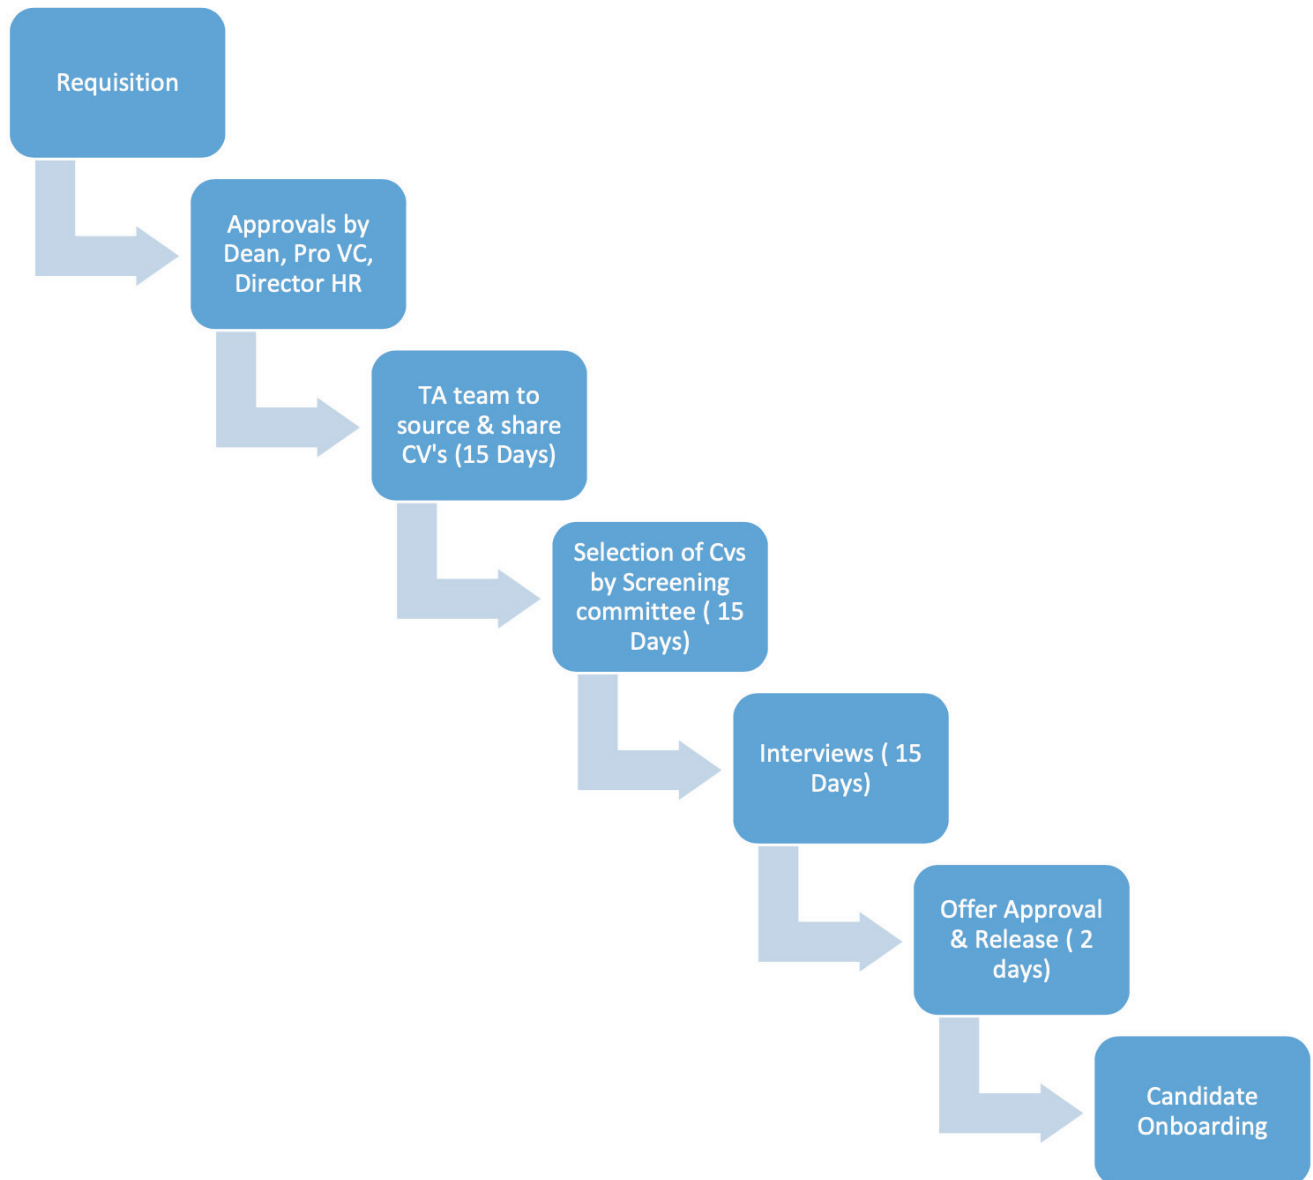 Requisition
Approvals by
Dean, Pro VC,
Director HR
TA team to
source & share
CV's (15 Days)
Selection of Cvs
by Screening
committee ( 15
Days)
Interviews ( 15
Days)
Offer Approval
& Release ( 2
days)
Candidate
Onboarding